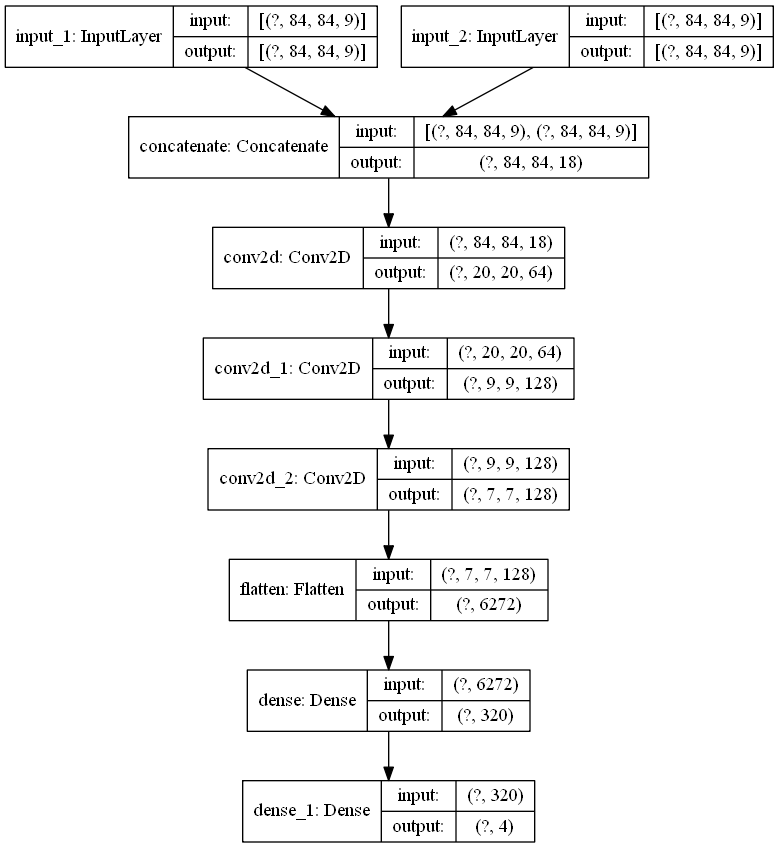 input_1: InputLayer
input: [(?, 84, 84, 9)]
output: [(?, 84, 84, 9)]
input_2: InputLayer
input: [(?, 84, 84, 9)]
output: [(?, 84, 84, 9)]
concatenate: Concatenate
input: [(?, 84, 84, 9), (?, 84, 84, 9)]
output: (?, 84, 84, 18)
conv2d: Conv2D
input: (?, 84, 84, 18)
output: (?, 20, 20, 64)
conv2d_1: Conv2D
input: (?, 20, 20, 64)
output: (?, 9, 9, 128)
conv2d_2: Conv2D
input: (?, 9, 9, 128)
output: (?, 7, 7, 128)
flatten: Flatten
input: (?, 7, 7, 128)
output: (?, 6272)
dense: Dense
input: (?, 6272)
output: (?, 320)
dense_1: Dense
input: (?, 320)
output: (?, 4)